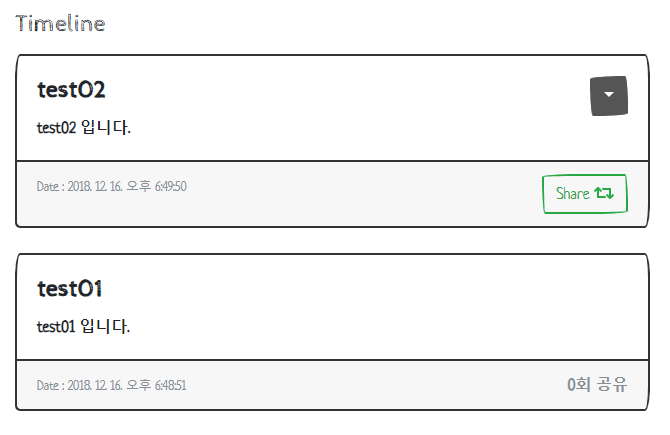 Timeline
test02
test02 입니다.
Date : 2018. 12. 16. 오후 6:49:50
Share
test01
test01 입니다.
Date : 2018. 12. 16. 오후 6:48:51
0회 공유